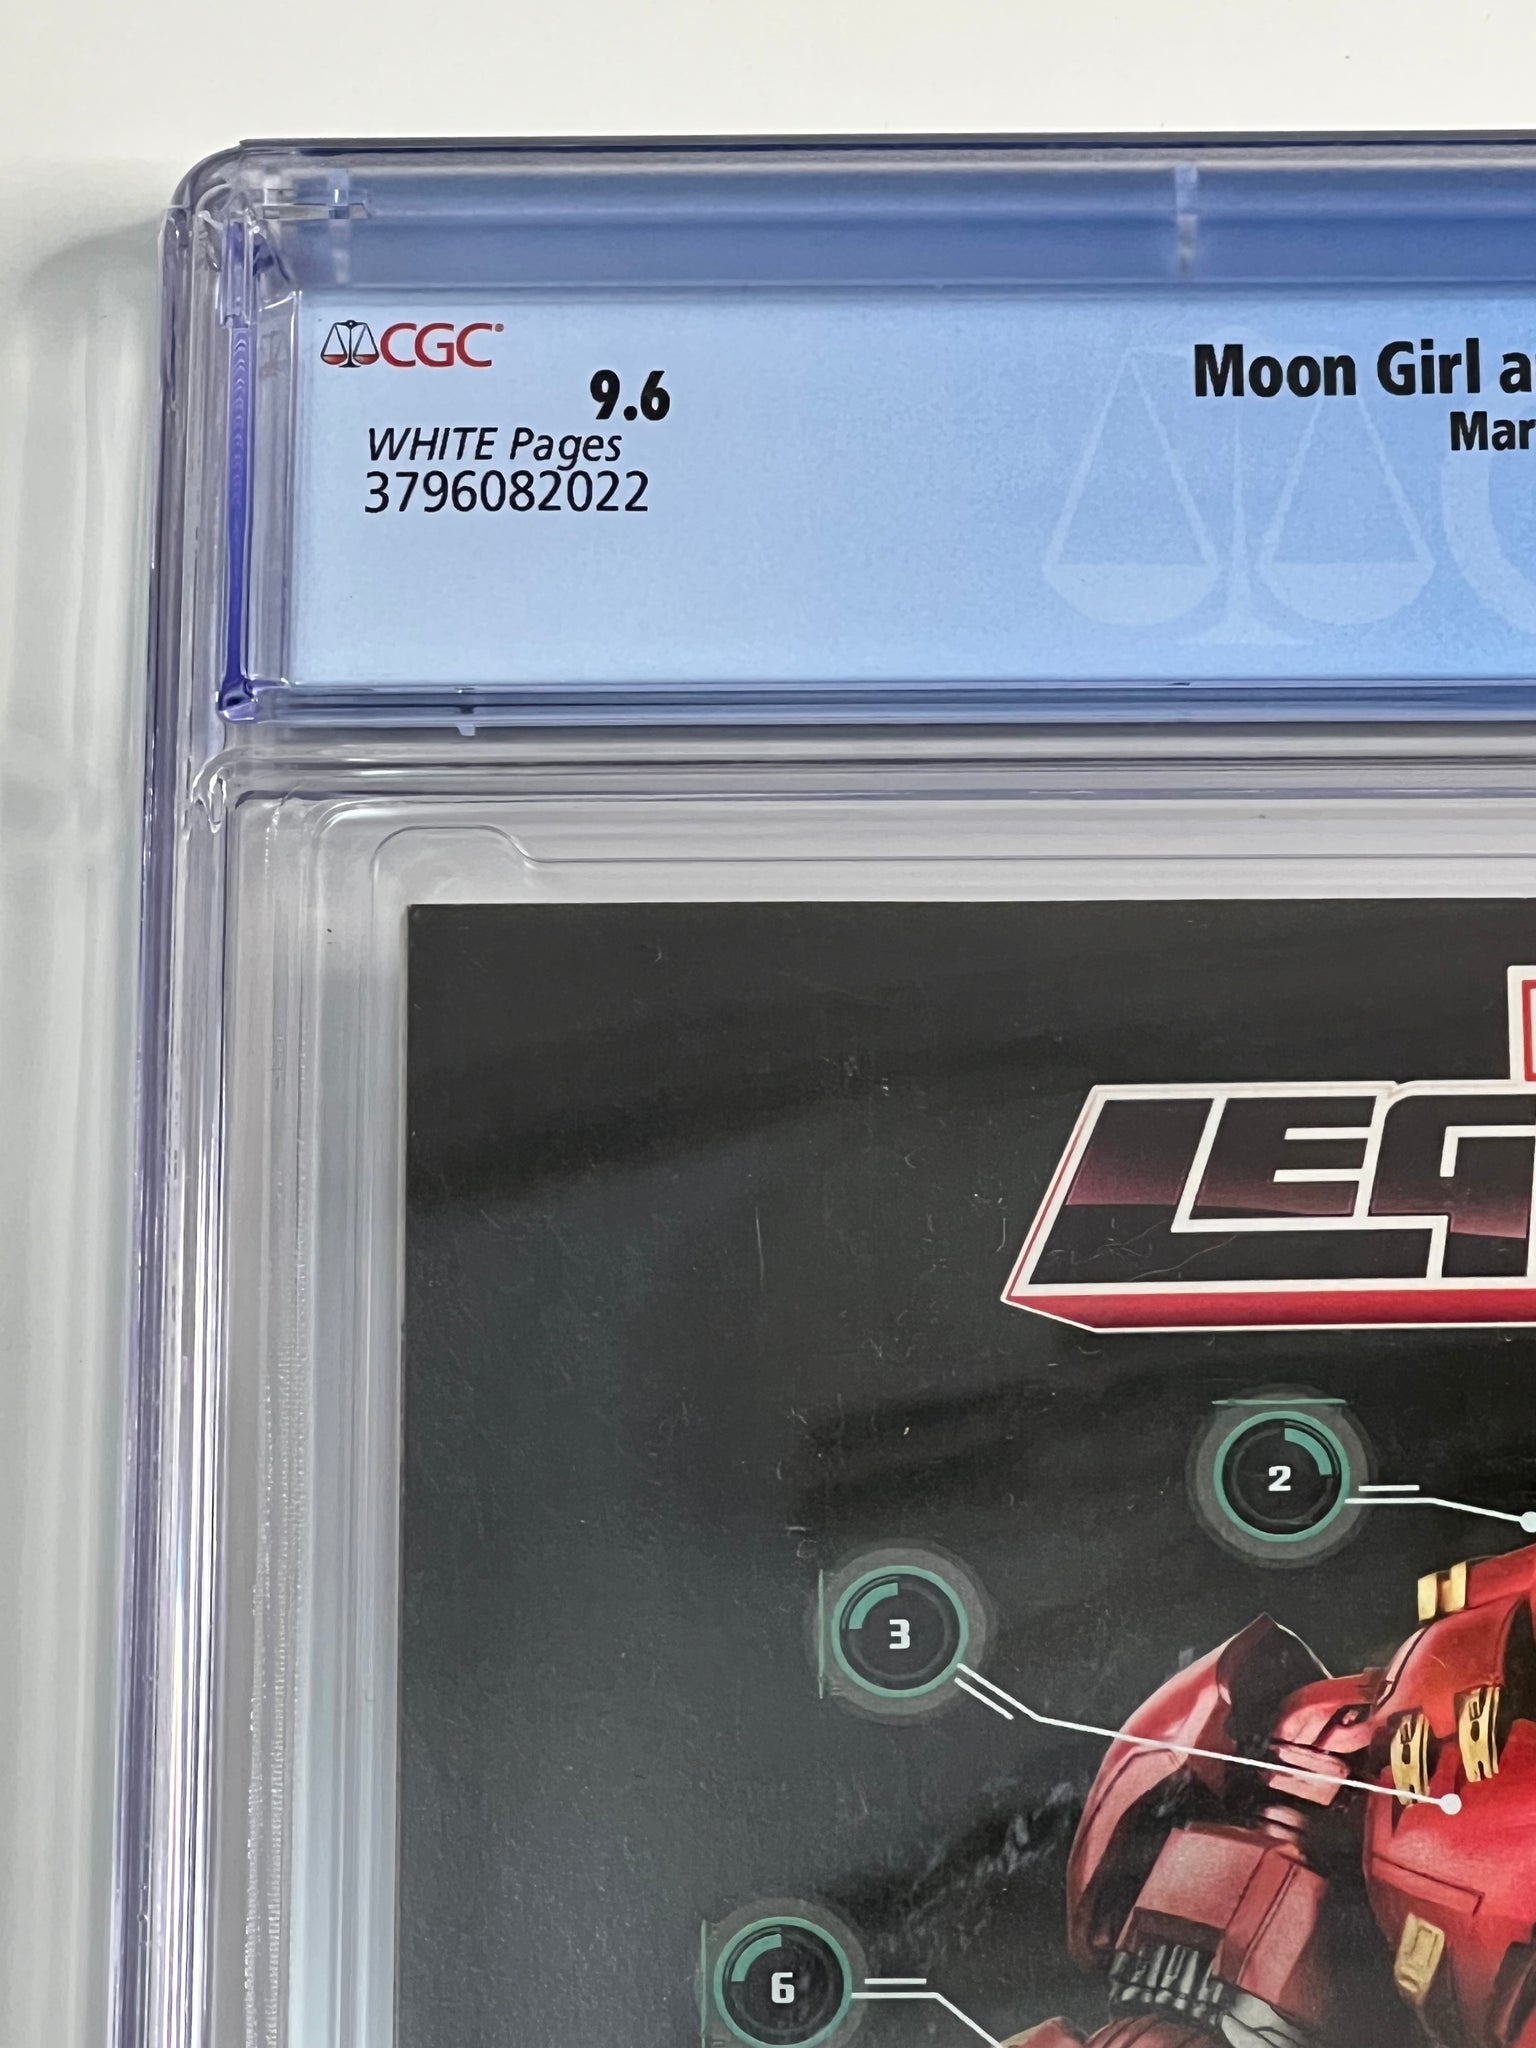 CGC
9.6
WHITE Pages
3796082022
Moon Girl a
Mar
LEG
2
3
6